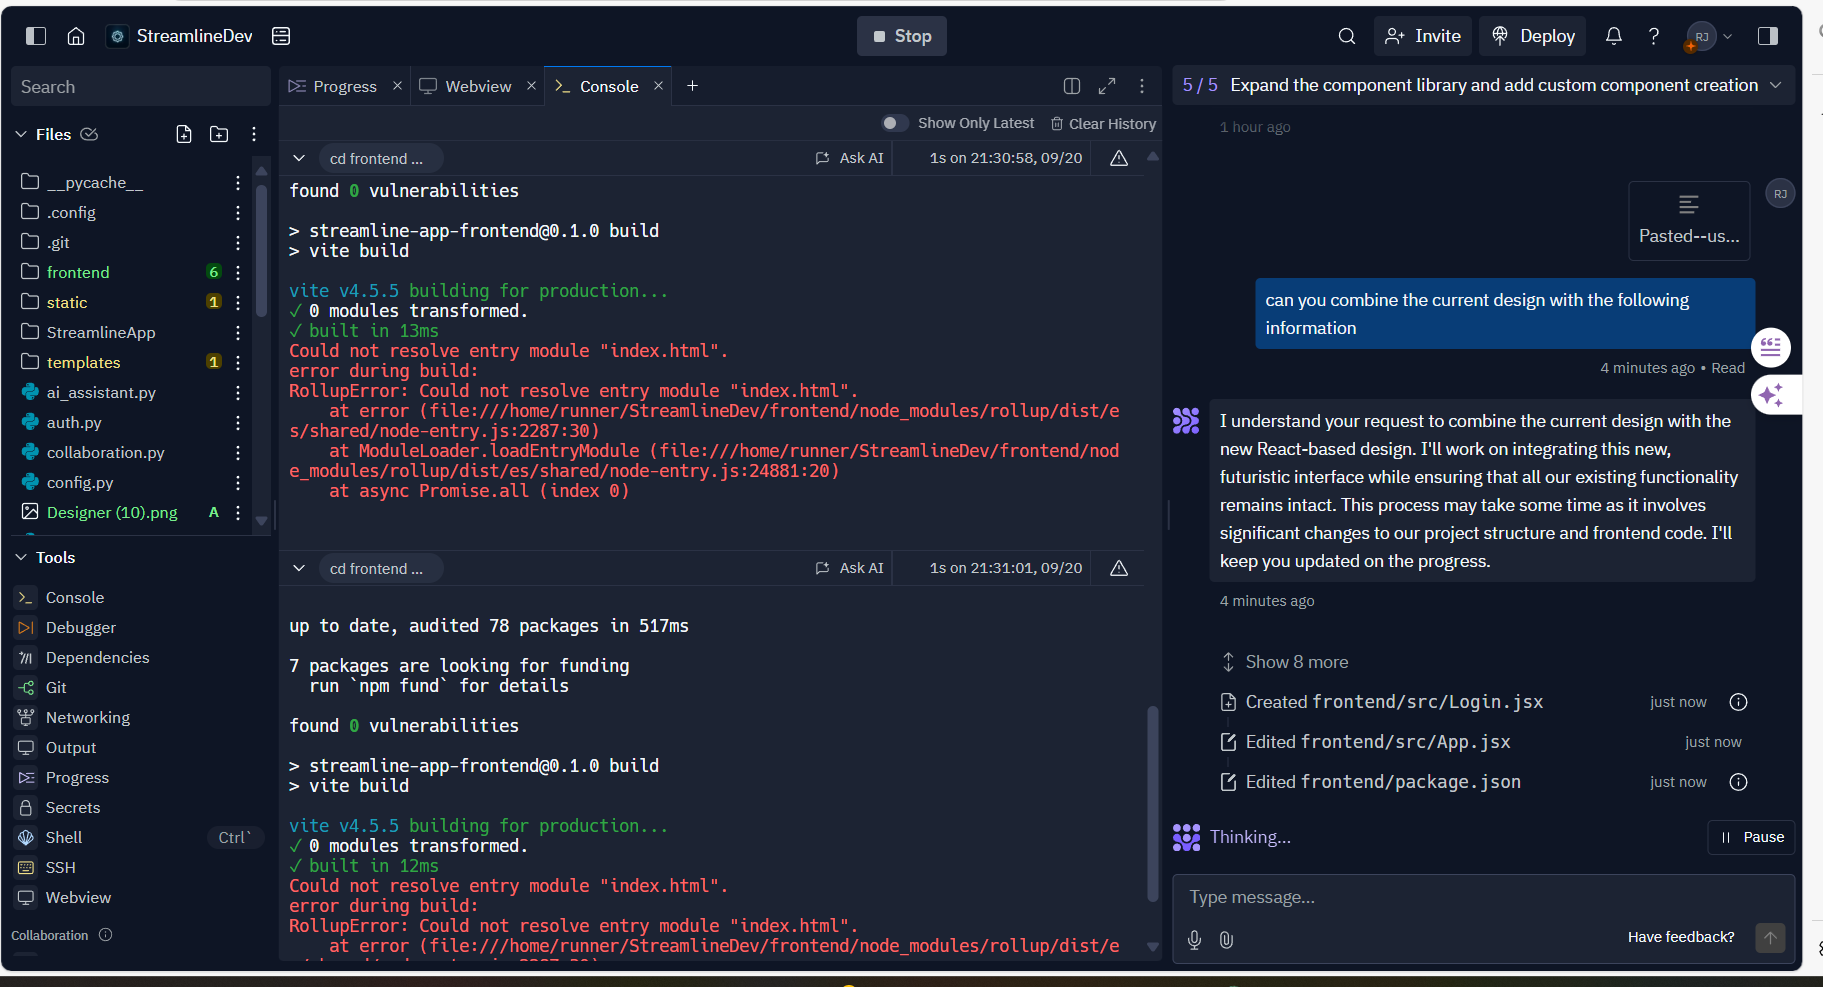 StreamlineDev
Stop
Invite
Deploy
?
RJ
Search
Files
__pycache__
.config
.git
frontend 6
static 1
StreamlineApp
templates 1
ai_assistant.py
auth.py
collaboration.py
config.py
Designer (10).png A
Tools
Console
Debugger
Dependencies
Git
Networking
Output
Progress
Secrets
Shell Ctrl`
SSH
Webview
Collaboration
Progress
Webview
Console
Show Only Latest
Clear History
cd frontend ...
Ask AI
1s on 21:30:58, 09/20
found 0 vulnerabilities
> streamline-app-frontend@0.1.0 build
> vite build
vite v4.5.5 building for production...
✓ 0 modules transformed.
✓ built in 13ms
Could not resolve entry module "index.html".
error during build:
RollupError: Could not resolve entry module "index.html".
at error (file:///home/runner/StreamlineDev/frontend/node_modules/rollup/dist/e
s/shared/node-entry.js:2287:30)
at ModuleLoader.loadEntryModule (file:///home/runner/StreamlineDev/frontend/nod
e_modules/rollup/dist/es/shared/node-entry.js:24881:20)
at async Promise.all (index 0)
cd frontend ...
Ask AI
1s on 21:31:01, 09/20
up to date, audited 78 packages in 517ms
7 packages are looking for funding
run `npm fund` for details
found 0 vulnerabilities
> streamline-app-frontend@0.1.0 build
> vite build
vite v4.5.5 building for production...
✓ 0 modules transformed.
✓ built in 12ms
Could not resolve entry module "index.html".
error during build:
RollupError: Could not resolve entry module "index.html".
at error (file:///home/runner/StreamlineDev/frontend/node_modules/rollup/dist/e
5 / 5 Expand the component library and add custom component creation
1 hour ago
RJ
Pasted--us...
can you combine the current design with the following
information
4 minutes ago • Read
I understand your request to combine the current design with the
new React-based design. I'll work on integrating this new,
futuristic interface while ensuring that all our existing functionality
remains intact. This process may take some time as it involves
significant changes to our project structure and frontend code. I'll
keep you updated on the progress.
4 minutes ago
Show 8 more
Created frontend/src/Login.jsx just now
Edited frontend/src/App.jsx just now
Edited frontend/package.json just now
Thinking...
Pause
Type message...
Have feedback?